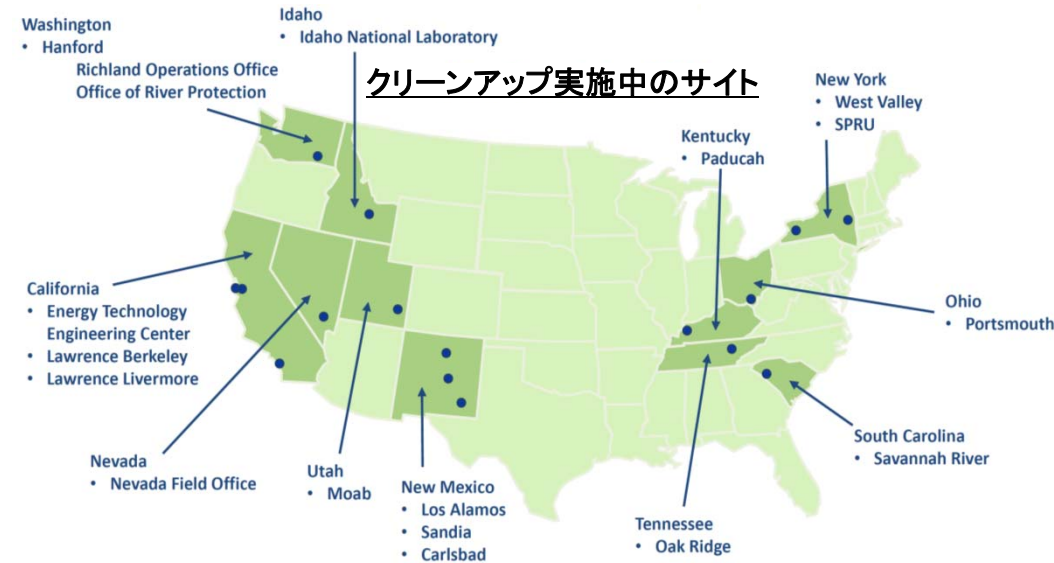 Washington
• Hanford
Richland Operations Office
Office of River Protection
Idaho
• Idaho National Laboratory
クリーンアップ実施中のサイト
New York
• West Valley
• SPRU
Kentucky
• Paducah
California
• Energy Technology
Engineering Center
• Lawrence Berkeley
• Lawrence Livermore
Ohio
• Portsmouth
Nevada
• Nevada Field Office
Utah
• Moab
New Mexico
• Los Alamos
• Sandia
• Carlsbad
Tennessee
• Oak Ridge
South Carolina
• Savannah River